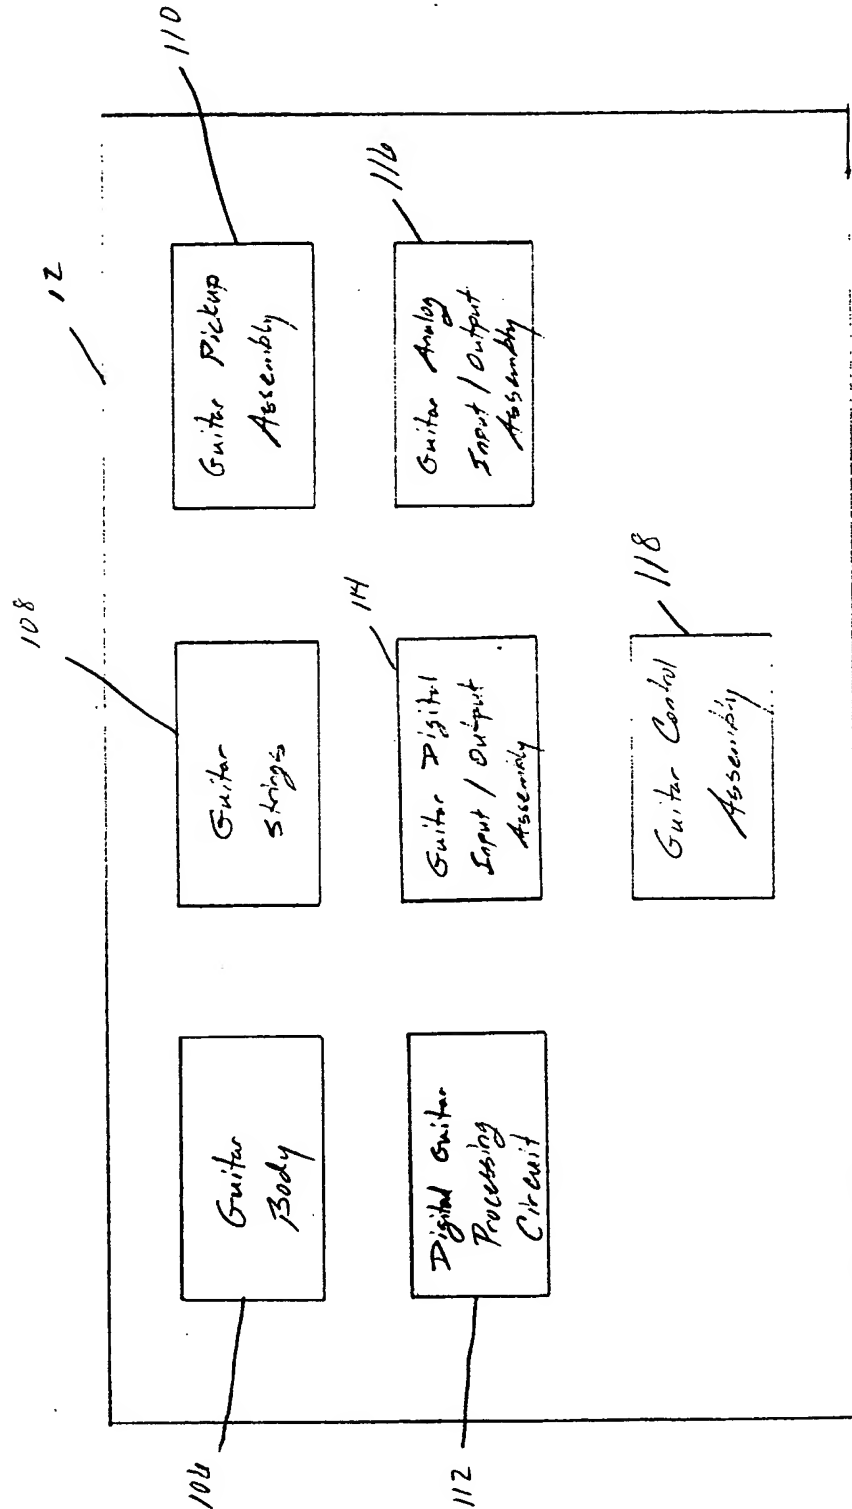 12
108
110
Guitar
Body
Guitar
Strings
Guitar Pickup
Assembly
106
114
116
Digital Guitar
Processing
Circuit
Guitar Digital
Input / Output
Assembly
Guitar Analog
Input / Output
Assembly
112
118
Guitar Control
Assembly